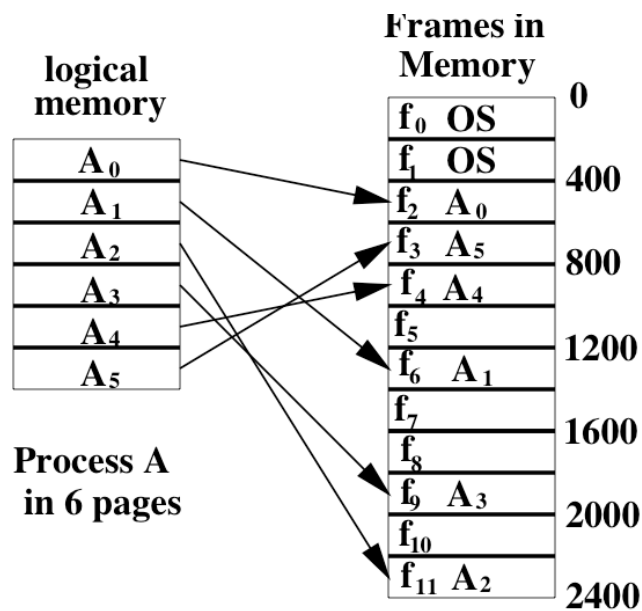 logical
memory
A0
A1
A2
A3
A4
A5
Process A
in 6 pages
Frames in
Memory
0
f0 OS
f1 OS
400
f2 A0
f3 A5
800
f4 A4
f5
1200
f6 A1
f7
1600
f8
f9 A3
2000
f10
f11 A2
2400